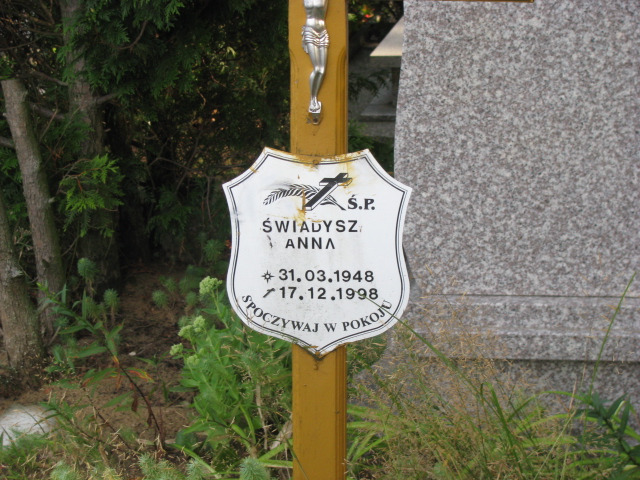 Ś.P.
ŚWIADYSZ
ANNA
31.03.1948
17.12.1998
SPOCZYWAJ W POKOJU